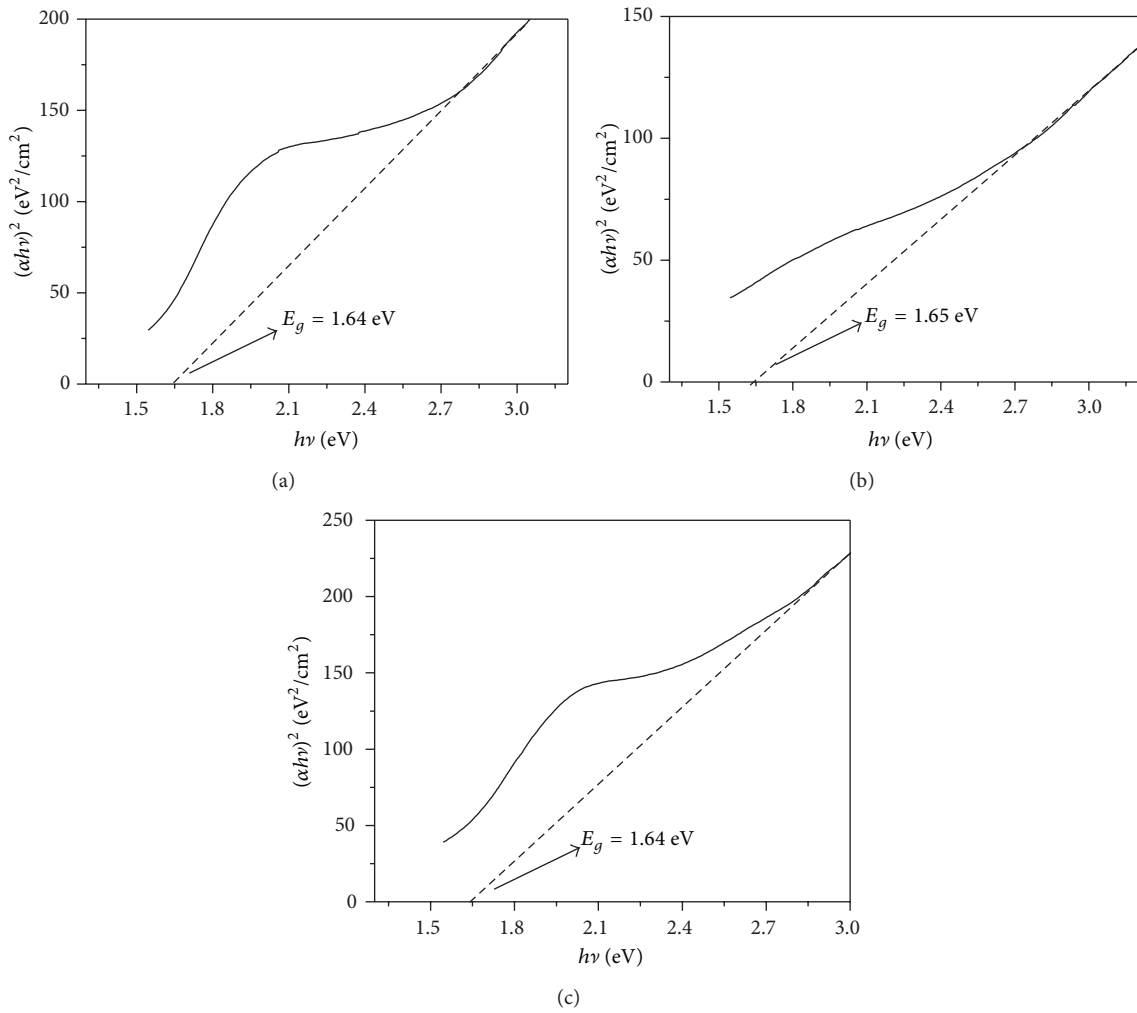 200
150
100
50
0
(αhν)² (eV²/cm²)
E_g = 1.64 eV
1.5 1.8 2.1 2.4 2.7 3.0
hν (eV)
(a)
150
100
50
0
(αhν)² (eV²/cm²)
E_g = 1.65 eV
1.5 1.8 2.1 2.4 2.7 3.0
hν (eV)
(b)
250
200
150
100
50
0
(αhν)² (eV²/cm²)
E_g = 1.64 eV
1.5 1.8 2.1 2.4 2.7 3.0
hν (eV)
(c)